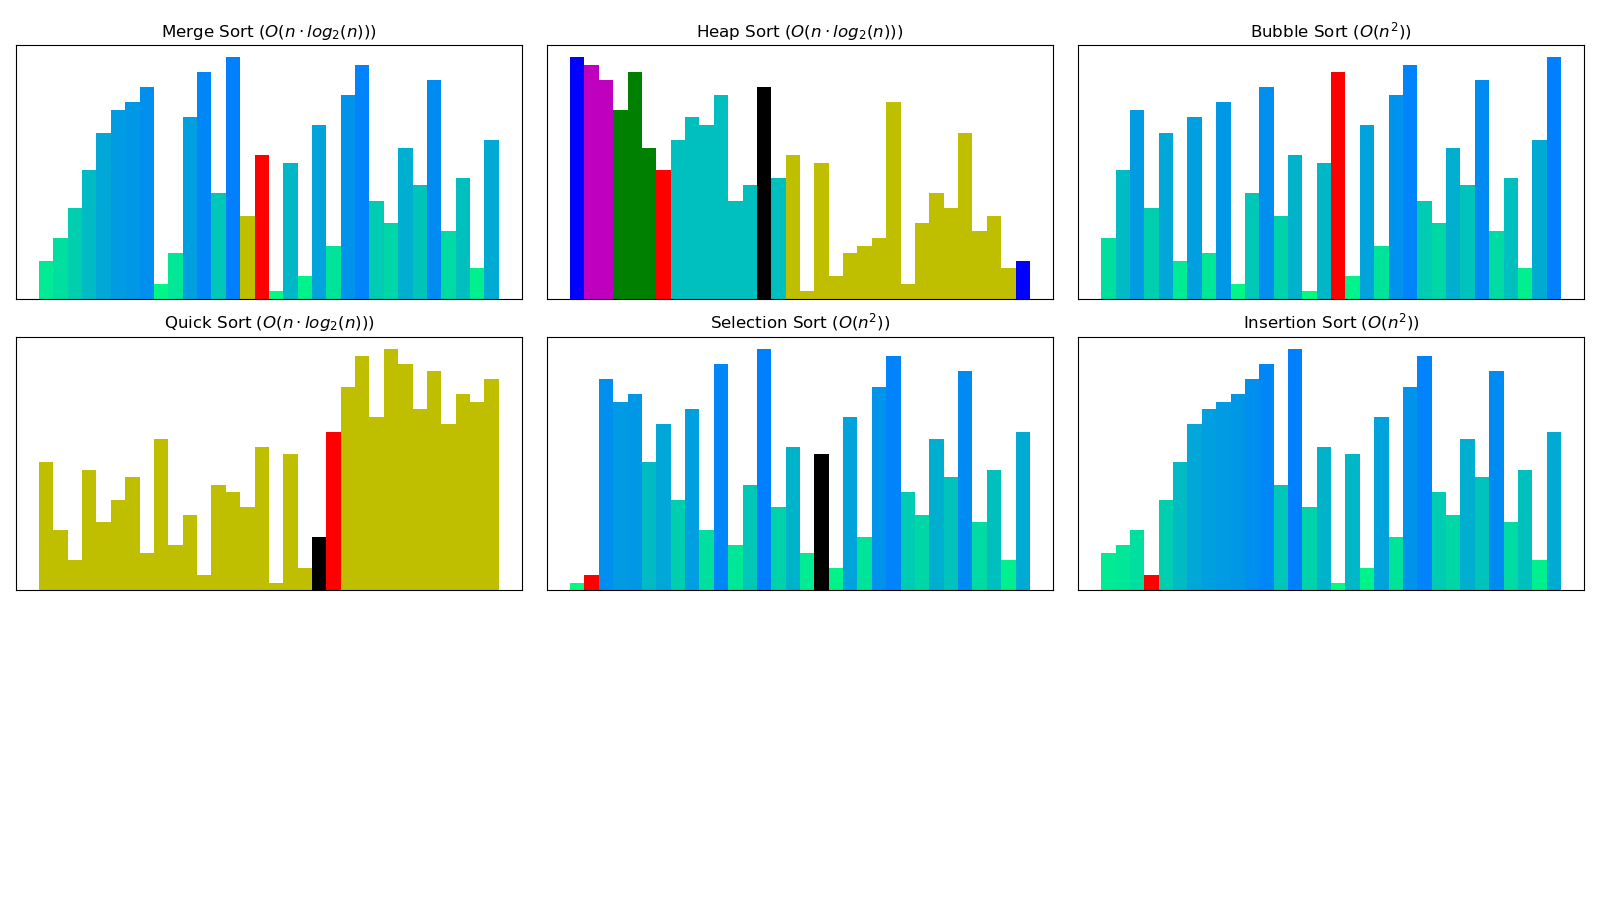 Merge Sort (O(n · log₂(n)))
Heap Sort (O(n · log₂(n)))
Bubble Sort (O(n²))
Quick Sort (O(n · log₂(n)))
Selection Sort (O(n²))
Insertion Sort (O(n²))